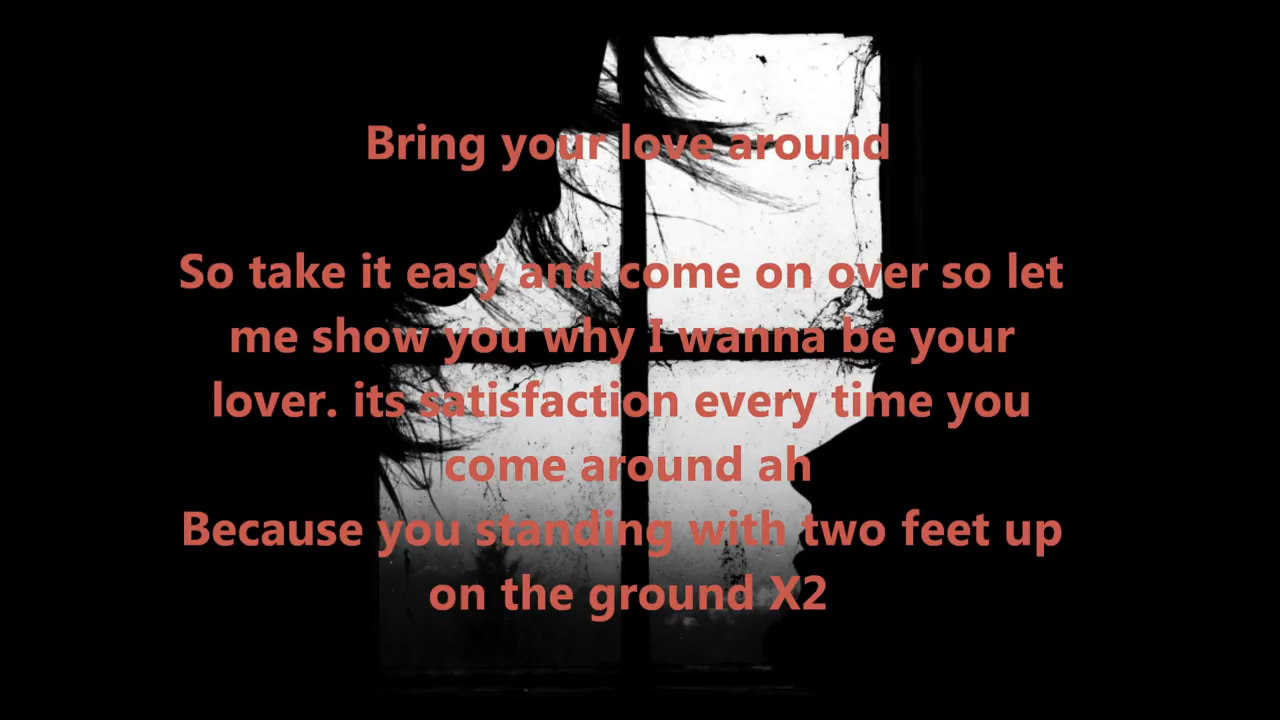 Bring your love around
So take it easy and come on over so let
me show you why I wanna be your
lover. its satisfaction every time you
come around ah
Because you standing with two feet up
on the ground X2